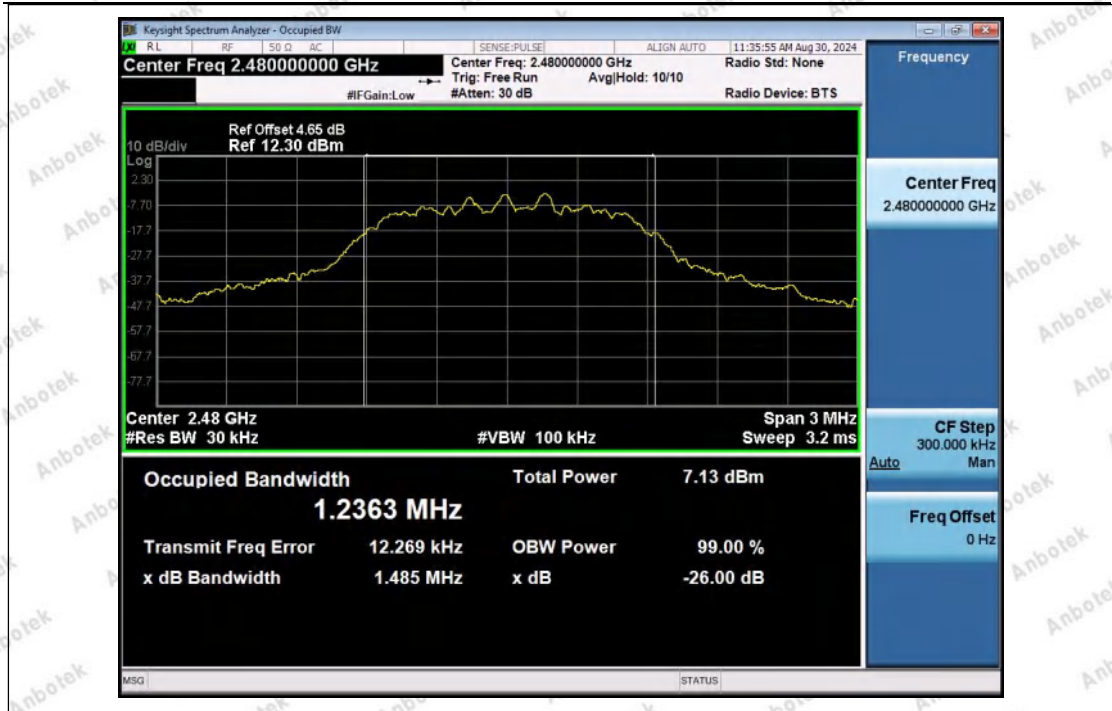 Keysight Spectrum Analyzer - Occupied BW
LXI RL RF 50 Ω AC SENSE:PULSE ALIGN AUTO 11:35:55 AM Aug 30, 2024
Center Freq 2.480000000 GHz
Center Freq: 2.480000000 GHz
Radio Std: None
Trig: Free Run Avg|Hold: 10/10
#IFGain:Low
#Atten: 30 dB
Radio Device: BTS
Ref Offset 4.65 dB
10 dB/div Ref 12.30 dBm
Log
2.30
-7.70
-17.7
-27.7
-37.7
-47.7
-57.7
-67.7
-77.7
Center 2.48 GHz Span 3 MHz
#Res BW 30 kHz #VBW 100 kHz Sweep 3.2 ms
Occupied Bandwidth Total Power 7.13 dBm
1.2363 MHz
Transmit Freq Error 12.269 kHz OBW Power 99.00 %
x dB Bandwidth 1.485 MHz x dB -26.00 dB
MSG STATUS
Frequency
Center Freq
2.480000000 GHz
CF Step
300.000 kHz
Auto Man
Freq Offset
0 Hz
Anbotek